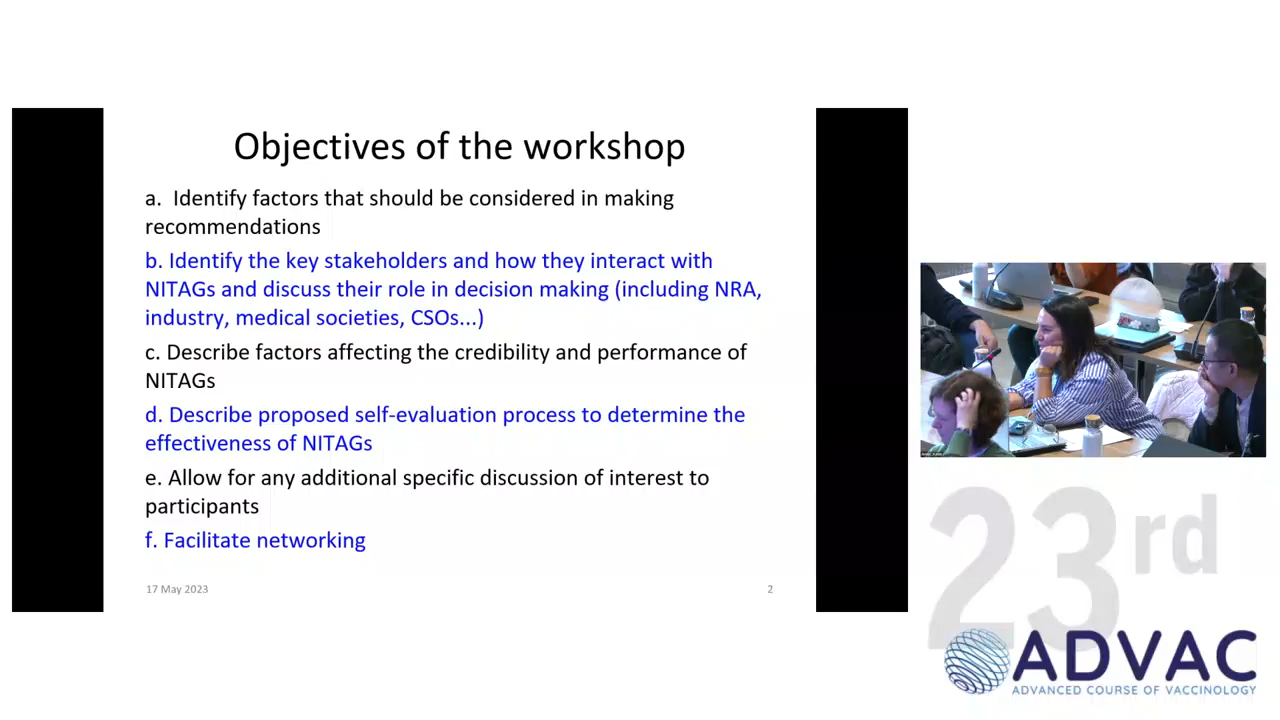 Objectives of the workshop
a. Identify factors that should be considered in making
recommendations
b. Identify the key stakeholders and how they interact with
NITAGs and discuss their role in decision making (including NRA,
industry, medical societies, CSOs...)
c. Describe factors affecting the credibility and performance of
NITAGs
d. Describe proposed self-evaluation process to determine the
effectiveness of NITAGs
e. Allow for any additional specific discussion of interest to
participants
f. Facilitate networking
17 May 2023
2
23rd
ADVAC
ADVANCED COURSE OF VACCINOLOGY